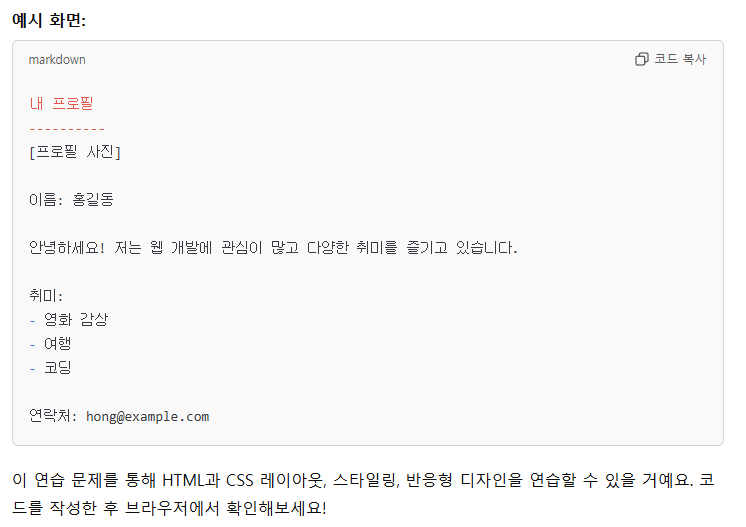 예시 화면:
markdown
코드 복사
내 프로필
----------
[프로필 사진]
이름: 홍길동
안녕하세요! 저는 웹 개발에 관심이 많고 다양한 취미를 즐기고 있습니다.
취미:
- 영화 감상
- 여행
- 코딩
연락처: hong@example.com
이 연습 문제를 통해 HTML과 CSS 레이아웃, 스타일링, 반응형 디자인을 연습할 수 있을 거예요. 코
드를 작성한 후 브라우저에서 확인해보세요!